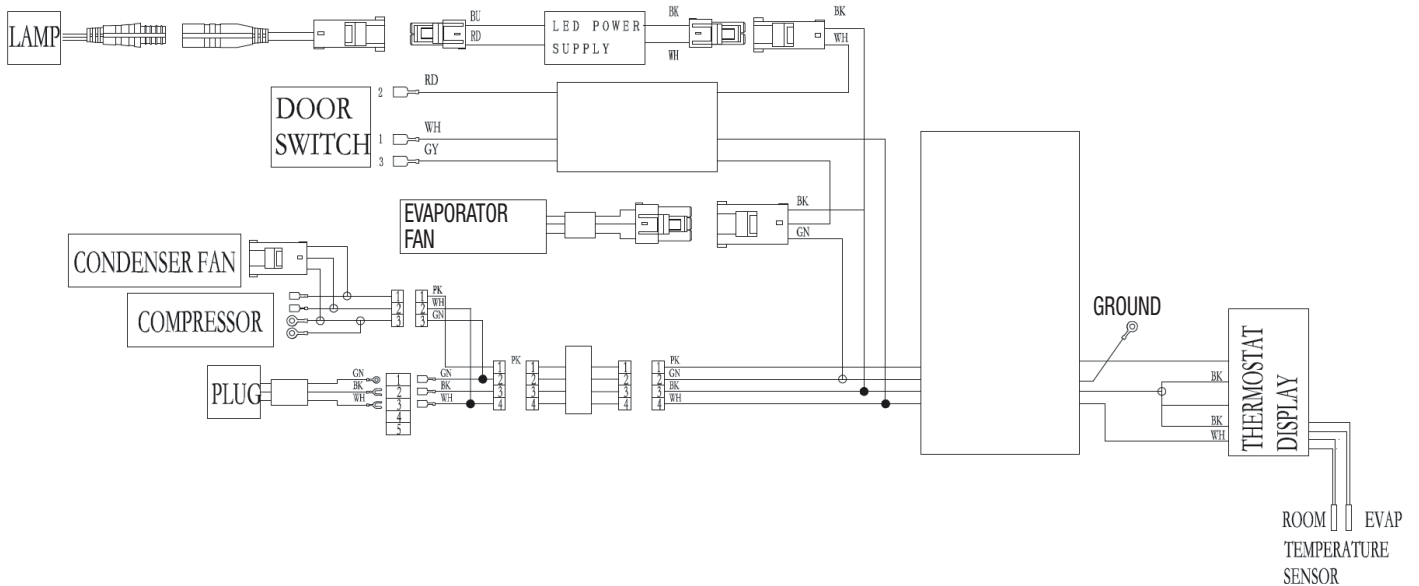 LAMP
BU
RD
LED POWER
SUPPLY
BK
WH
BK
WH
DOOR
SWITCH
2
RD
1
WH
3
GY
EVAPORATOR
FAN
BK
GN
CONDENSER FAN
COMPRESSOR
1
2
3
1
2
3
PK
WH
GN
PLUG
GN
BK
WH
1
2
3
4
5
GN
BK
WH
1
2
3
4
PK
1
2
3
4
1
2
3
4
1
2
3
4
PK
GN
BK
WH
GROUND
BK
BK
WH
THERMOSTAT
DISPLAY
ROOM
EVAP
TEMPERATURE
SENSOR